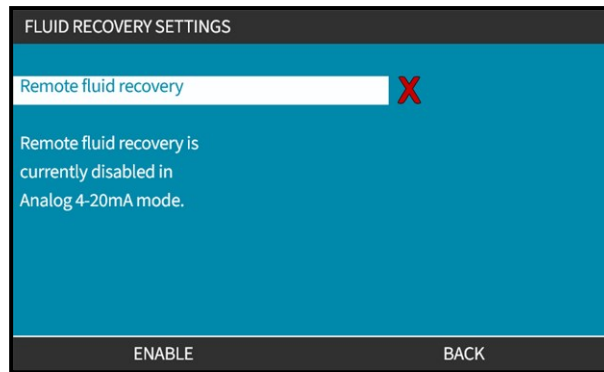 FLUID RECOVERY SETTINGS
Remote fluid recovery X
Remote fluid recovery is
currently disabled in
Analog 4-20mA mode.
ENABLE BACK